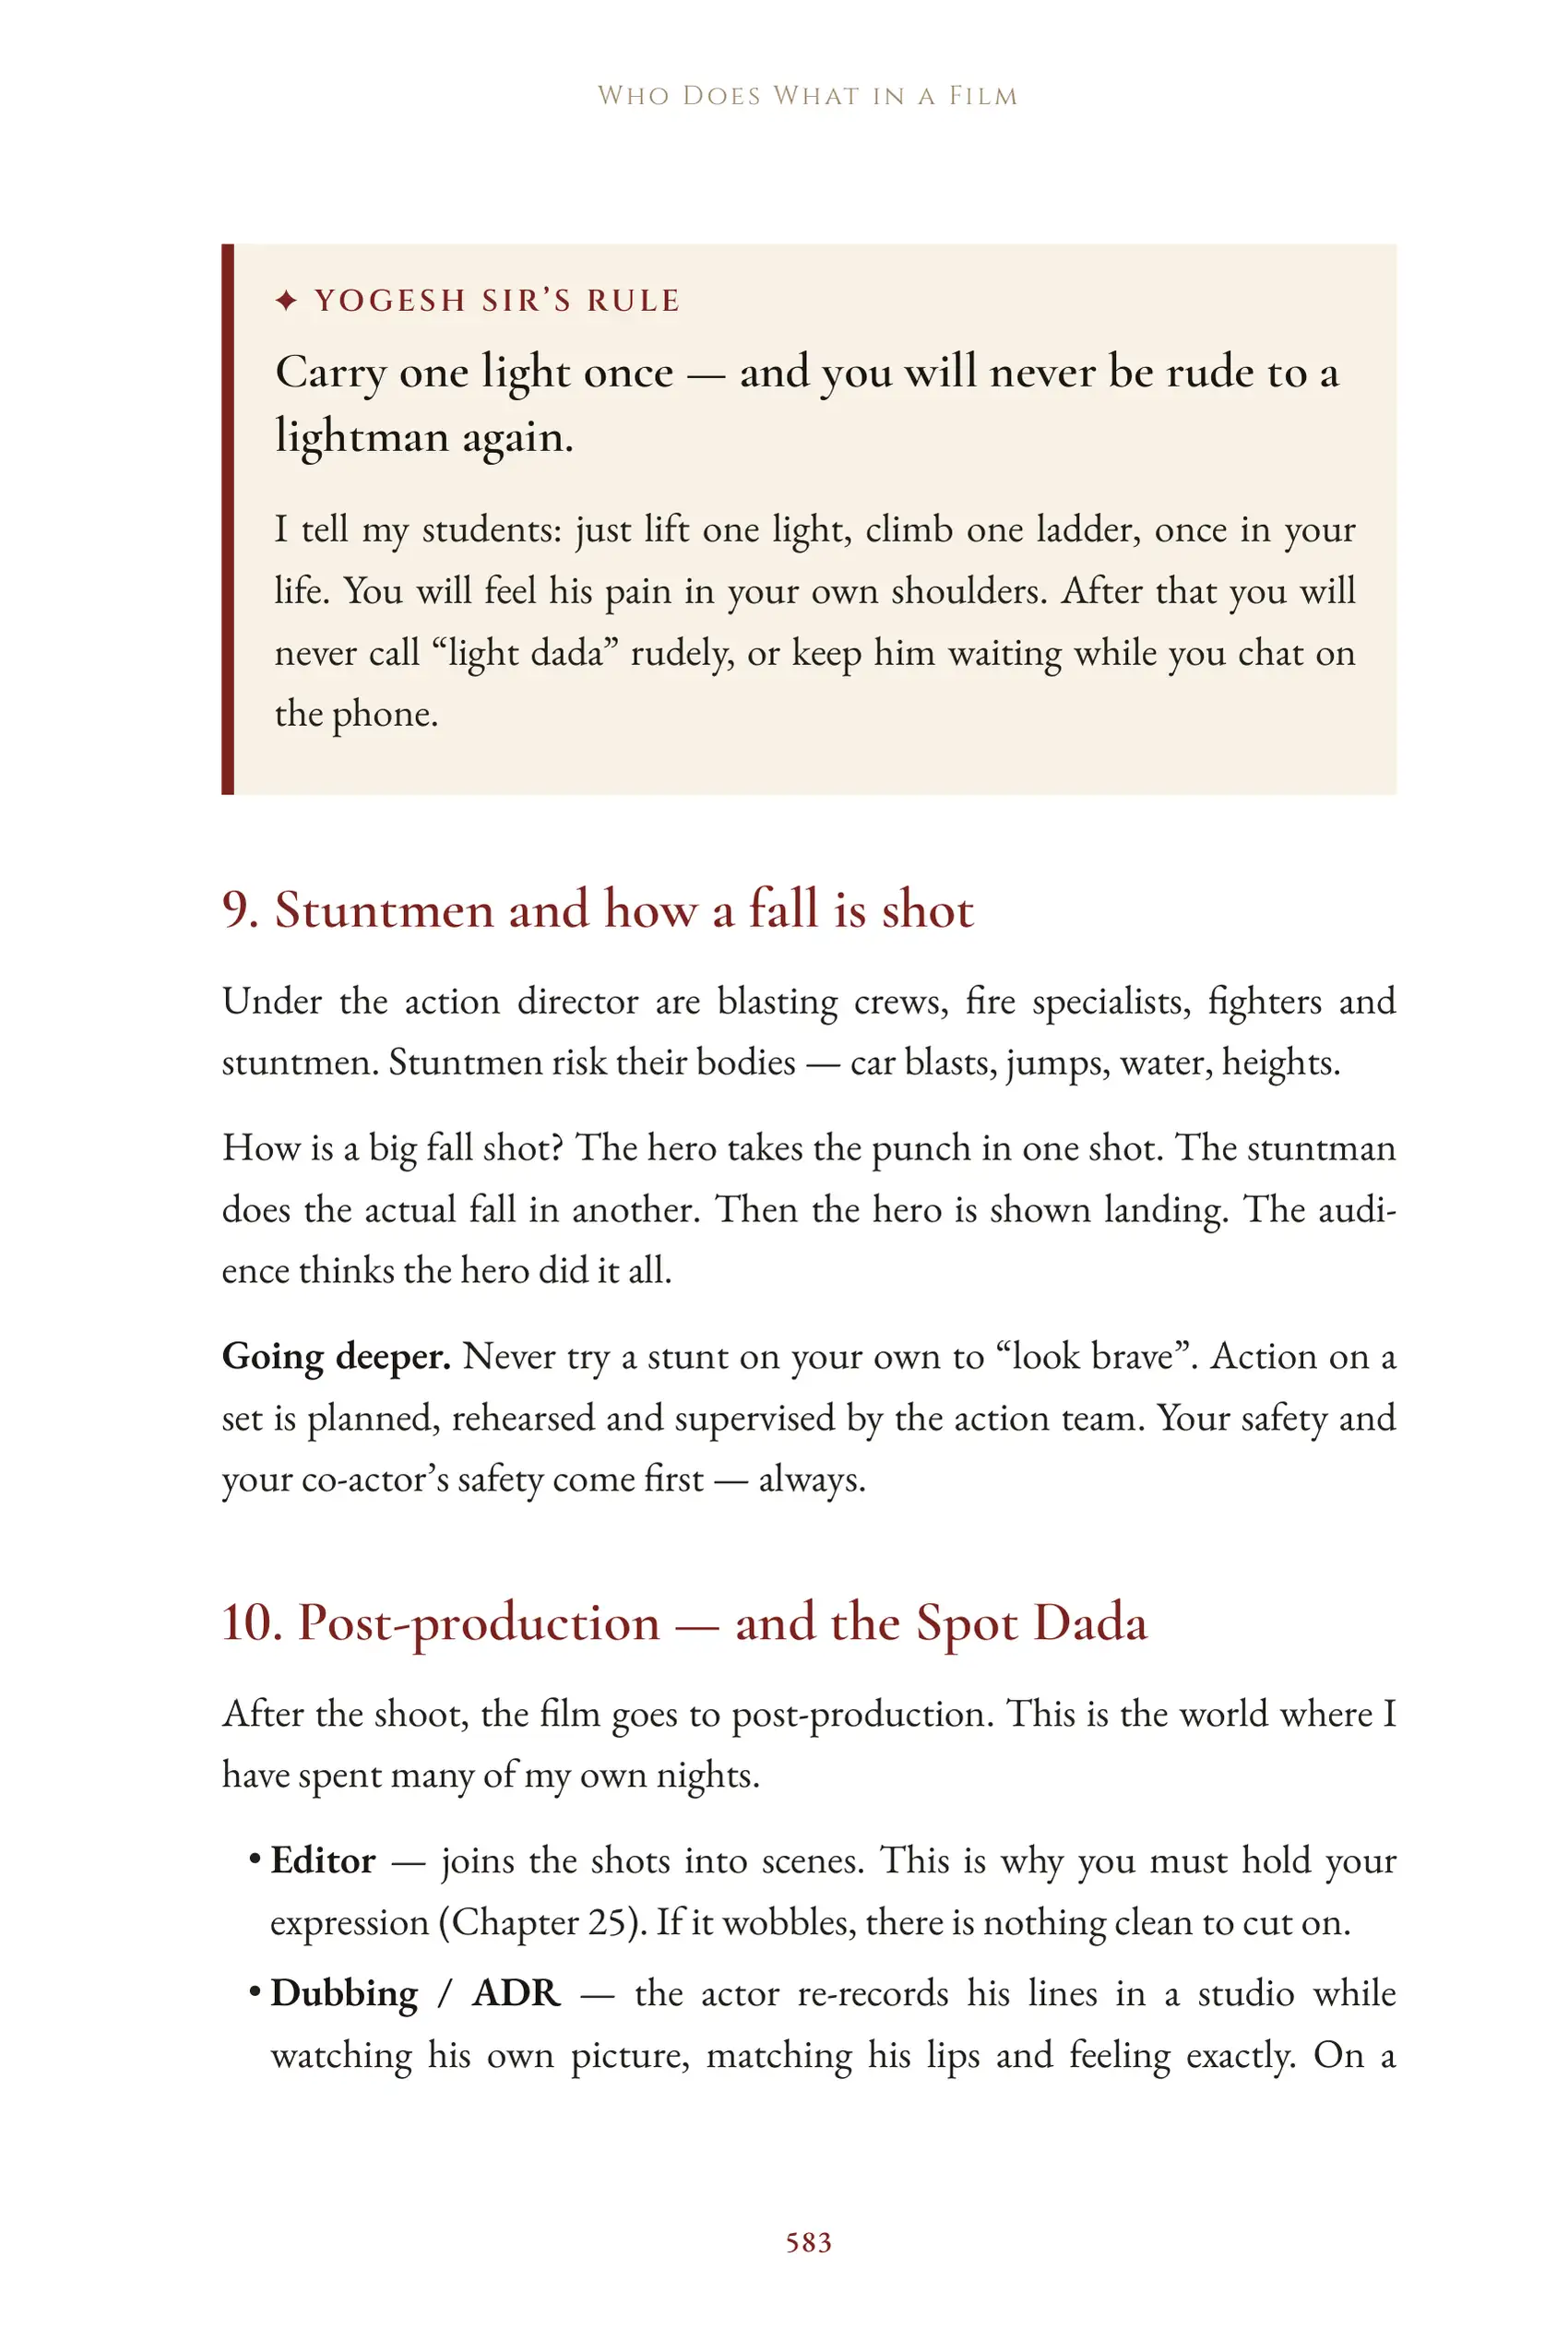 Who Does What in a Film
✦ YOGESH SIR’S RULE
Carry one light once — and you will never be rude to a
lightman again.
I tell my students: just lift one light, climb one ladder, once in your
life. You will feel his pain in your own shoulders. After that you will
never call “light dada” rudely, or keep him waiting while you chat on
the phone.
9. Stuntmen and how a fall is shot
Under the action director are blasting crews, fire specialists, fighters and
stuntmen. Stuntmen risk their bodies — car blasts, jumps, water, heights.
How is a big fall shot? The hero takes the punch in one shot. The stuntman
does the actual fall in another. Then the hero is shown landing. The audi-
ence thinks the hero did it all.
Going deeper. Never try a stunt on your own to “look brave”. Action on a
set is planned, rehearsed and supervised by the action team. Your safety and
your co-actor’s safety come first — always.
10. Post-production — and the Spot Dada
After the shoot, the film goes to post-production. This is the world where I
have spent many of my own nights.
• Editor — joins the shots into scenes. This is why you must hold your
expression (Chapter 25). If it wobbles, there is nothing clean to cut on.
• Dubbing / ADR — the actor re-records his lines in a studio while
watching his own picture, matching his lips and feeling exactly. On a
583